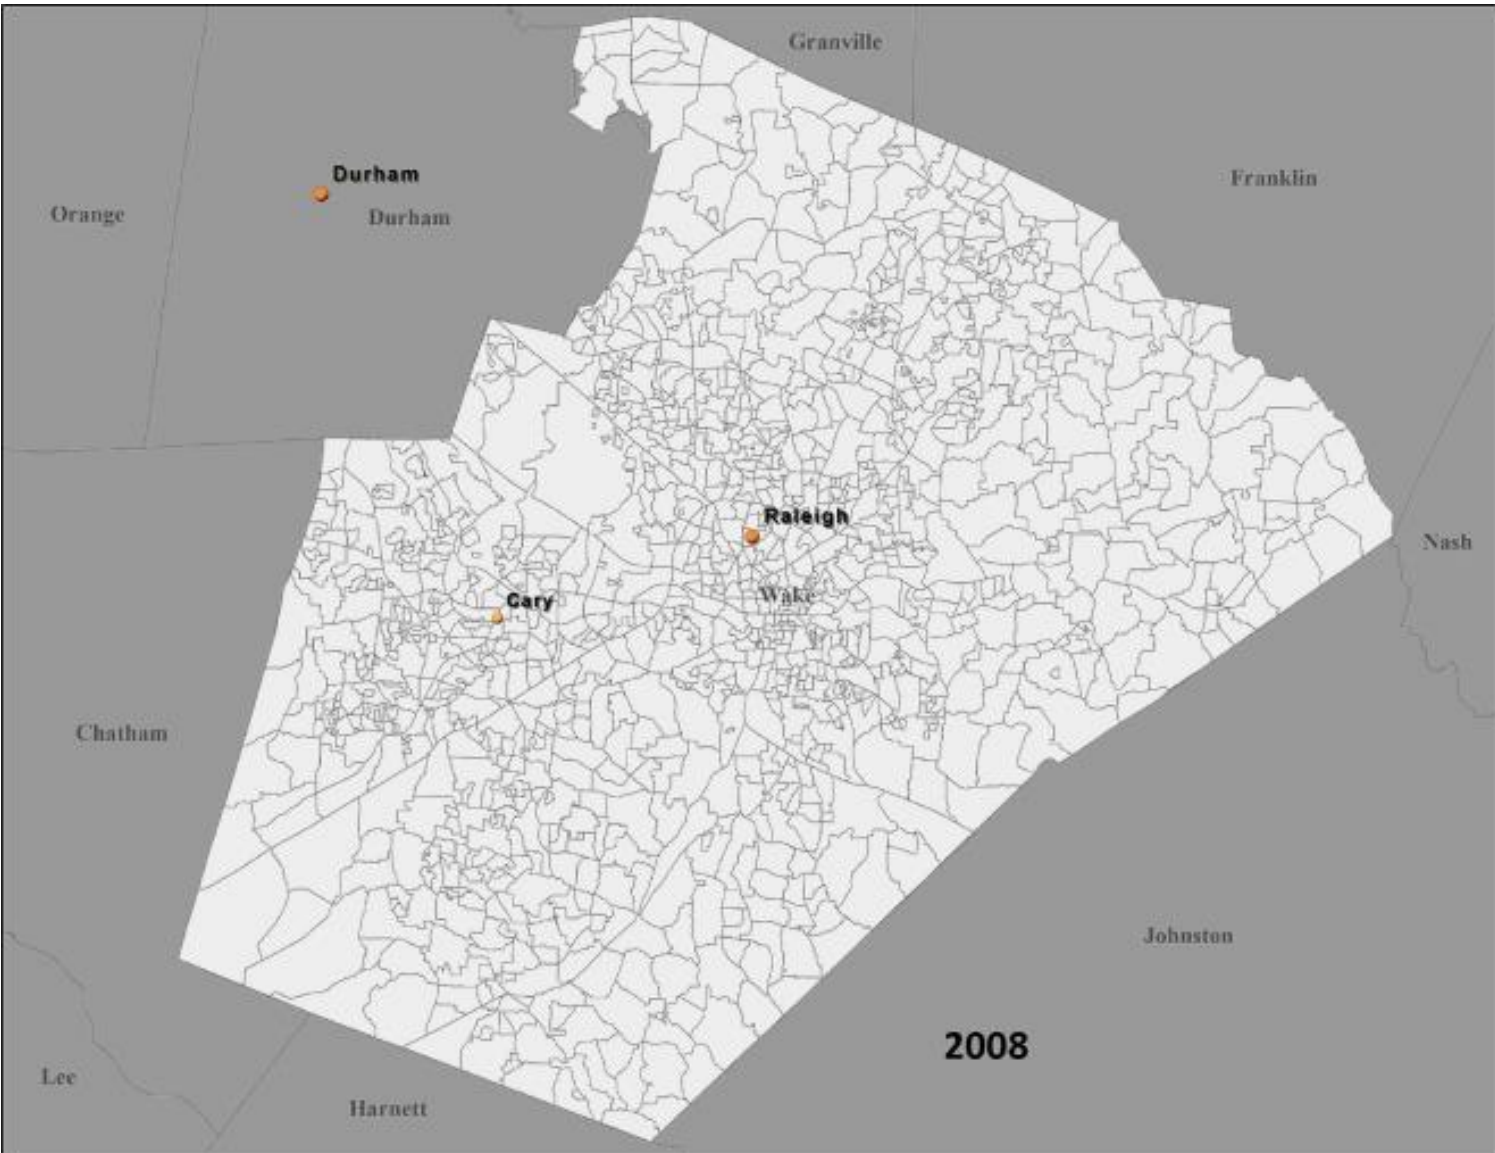 Granville
Durham
Franklin
Orange
Durham
Raleigh
Nash
Wake
Cary
Chatham
Johnston
2008
Lee
Harnett